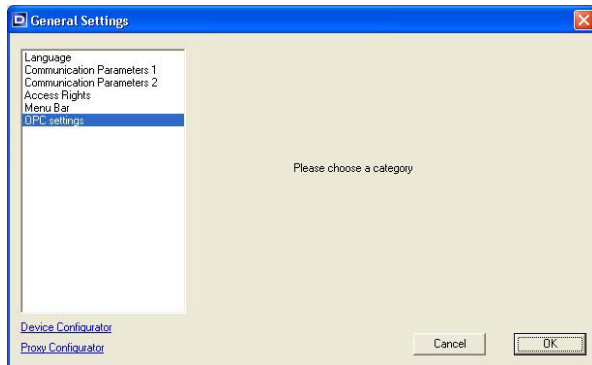 General Settings
Language
Communication Parameters 1
Communication Parameters 2
Access Rights
Menu Bar
OPC settings
Please choose a category
Device Configurator
Proxy Configurator
Cancel
OK